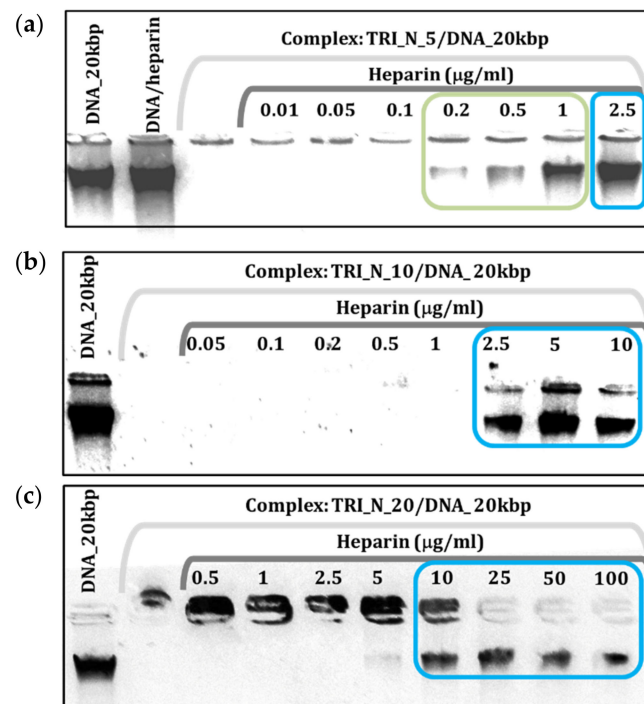 (a)
DNA_20kbp
DNA/heparin
Complex: TRI_N_5/DNA_20kbp
Heparin (µg/ml)
0.01 0.05 0.1 0.2 0.5 1 2.5
(b)
DNA_20kbp
Complex: TRI_N_10/DNA_20kbp
Heparin (µg/ml)
0.05 0.1 0.2 0.5 1 2.5 5 10
(c)
DNA_20kbp
Complex: TRI_N_20/DNA_20kbp
Heparin (µg/ml)
0.5 1 2.5 5 10 25 50 100